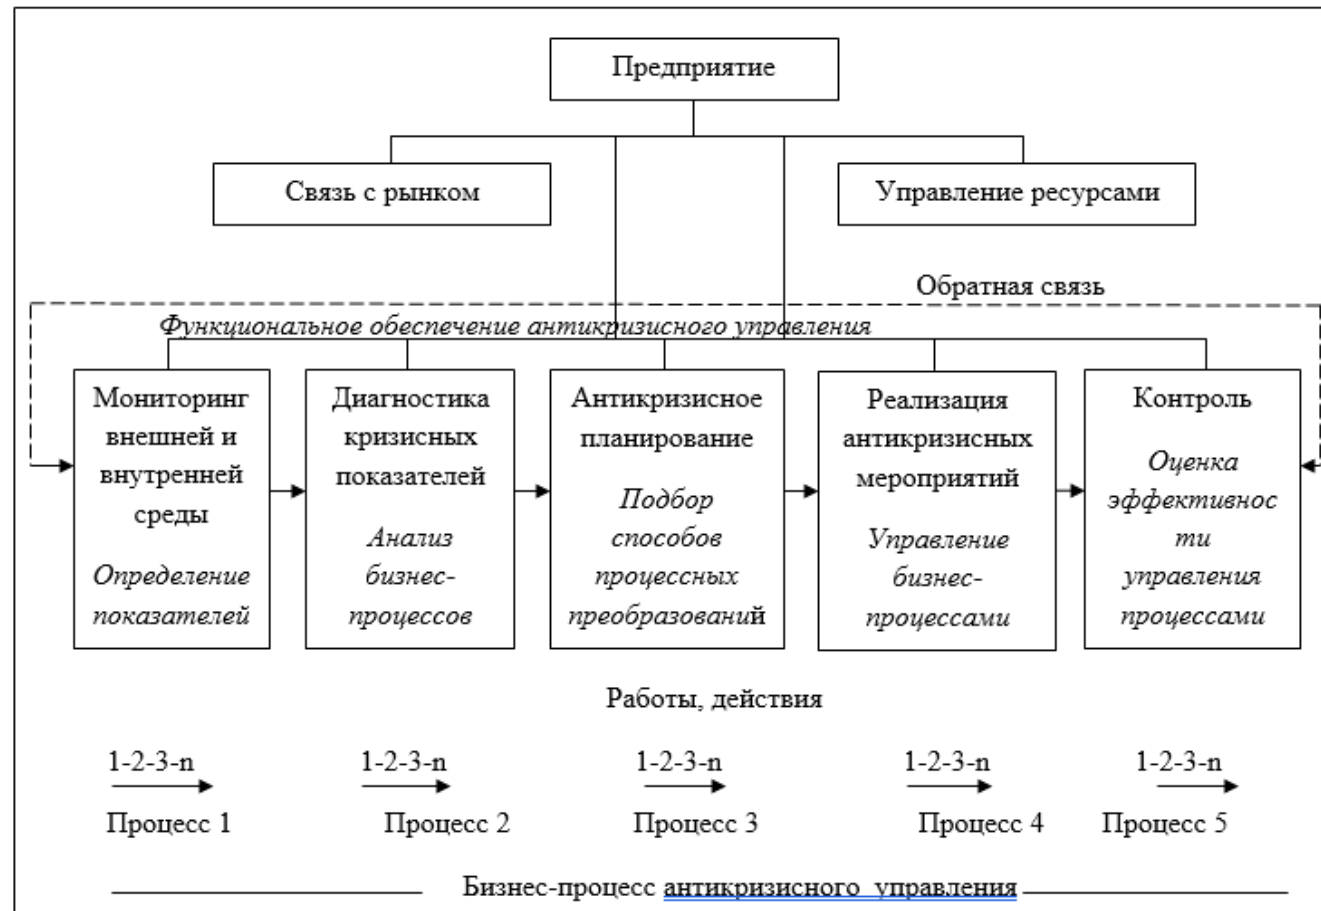 Предприятие
Связь с рынком
Управление ресурсами
Обратная связь
Функциональное обеспечение антикризисного управления
Мониторинг
внешней и
внутренней
среды
Определение
показателей
Диагностика
кризисных
показателей
Анализ
бизнес-
процессов
Антикризисное
планирование
Подбор
способов
процессных
преобразований
Реализация
антикризисных
мероприятий
Управление
бизнес-
процессами
Контроль
Оценка
эффективнос
ти
управления
процессами
Работы, действия
1-2-3-n
1-2-3-n
1-2-3-n
1-2-3-n
1-2-3-n
Процесс 1
Процесс 2
Процесс 3
Процесс 4
Процесс 5
Бизнес-процесс антикризисного управления